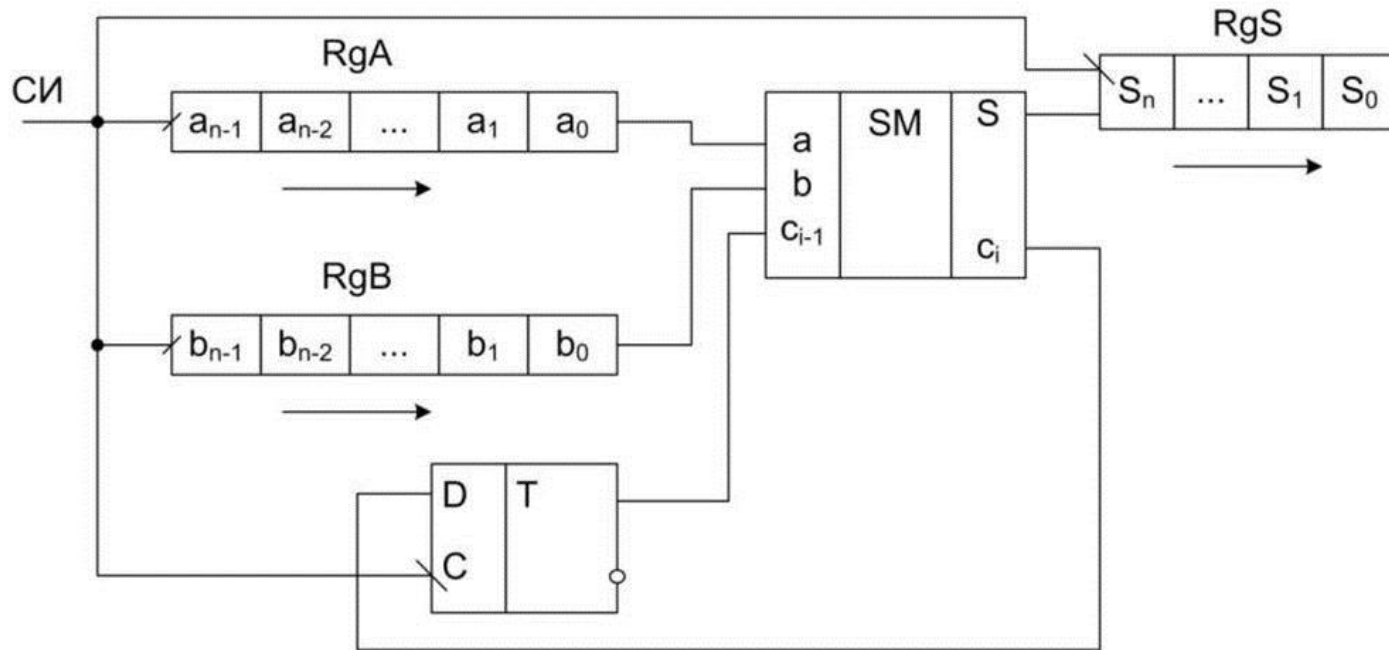 RgS
RgA
СИ
Sₙ ... S₁ S₀
aₙ₋₁ aₙ₋₂ ... a₁ a₀
SM S
a
b
cᵢ₋₁
cᵢ
RgB
bₙ₋₁ bₙ₋₂ ... b₁ b₀
D T
C